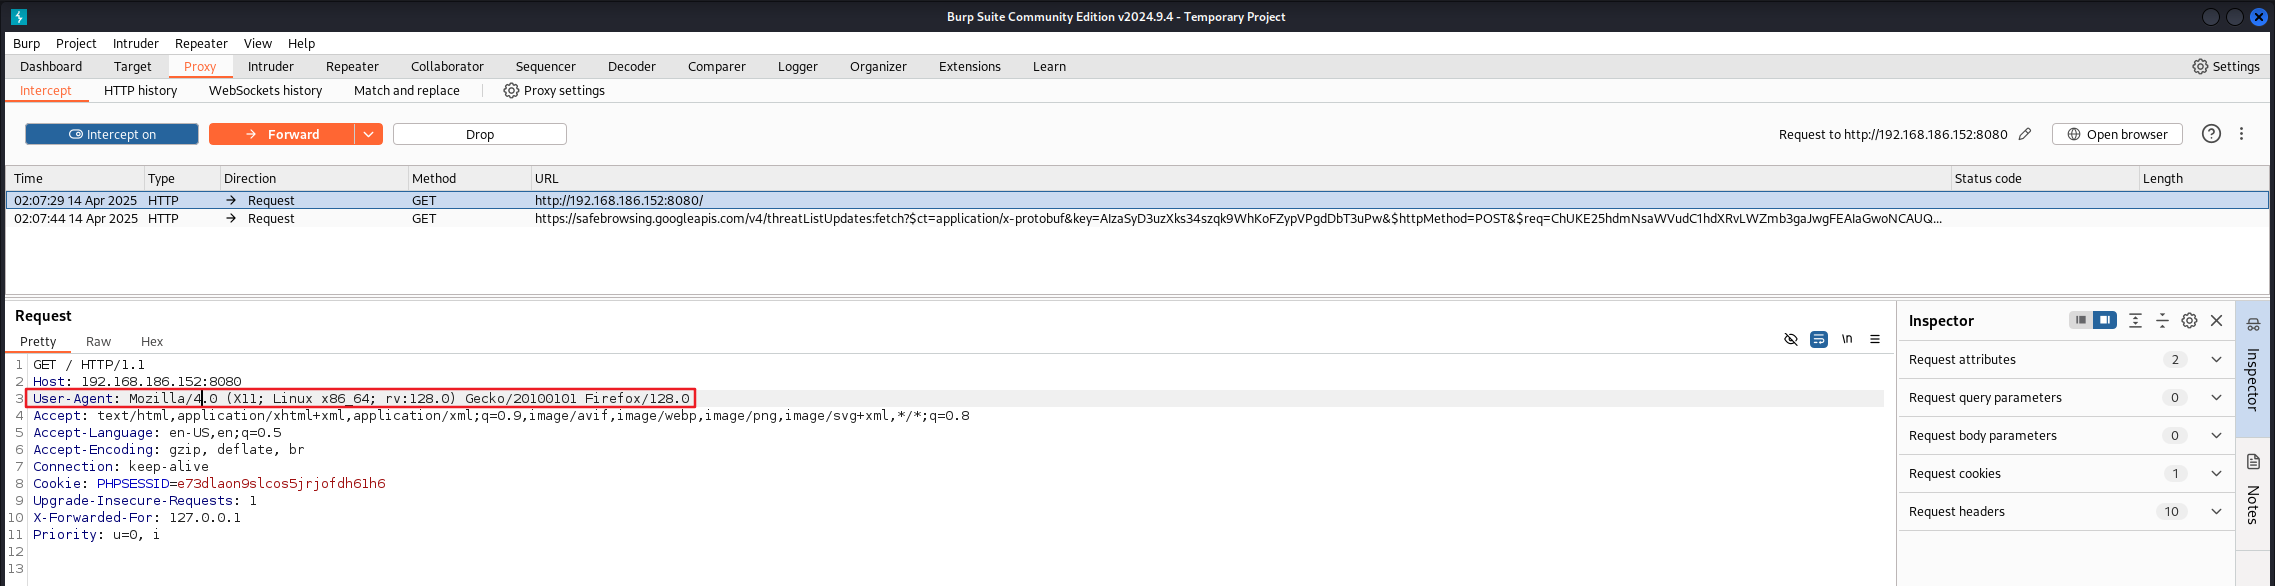 Burp Suite Community Edition v2024.9.4 - Temporary Project
Burp Project Intruder Repeater View Help
Dashboard Target Proxy Intruder Repeater Collaborator Sequencer Decoder Comparer Logger Organizer Extensions Learn Settings
Intercept HTTP history WebSockets history Match and replace Proxy settings
Intercept on Forward Drop Request to http://192.168.186.152:8080 Open browser
Time Type Direction Method URL Status code Length
02:07:29 14 Apr 2025 HTTP → Request GET http://192.168.186.152:8080/
02:07:44 14 Apr 2025 HTTP → Request GET https://safebrowsing.googleapis.com/v4/threatListUpdates:fetch?$ct=application/x-protobuf&key=AIzaSyD3uzXks34szqk9WhKoFZypVPgdDbT3uPw&$httpMethod=POST&$req=ChUKE25hdmNsaWVudC1hdXRvLWZmb3gaJwgFEAIaGwoNCAUQ...
Request
Pretty Raw Hex \n
1 GET / HTTP/1.1
2 Host: 192.168.186.152:8080
3 User-Agent: Mozilla/4.0 (X11; Linux x86_64; rv:128.0) Gecko/20100101 Firefox/128.0
4 Accept: text/html,application/xhtml+xml,application/xml;q=0.9,image/avif,image/webp,image/png,image/svg+xml,*/*;q=0.8
5 Accept-Language: en-US,en;q=0.5
6 Accept-Encoding: gzip, deflate, br
7 Connection: keep-alive
8 Cookie: PHPSESSID=e73dlaon9slcos5jrjofdh61h6
9 Upgrade-Insecure-Requests: 1
10 X-Forwarded-For: 127.0.0.1
11 Priority: u=0, i
12
13
Inspector
Request attributes 2
Request query parameters 0
Request body parameters 0
Request cookies 1
Request headers 10
Inspector
Notes